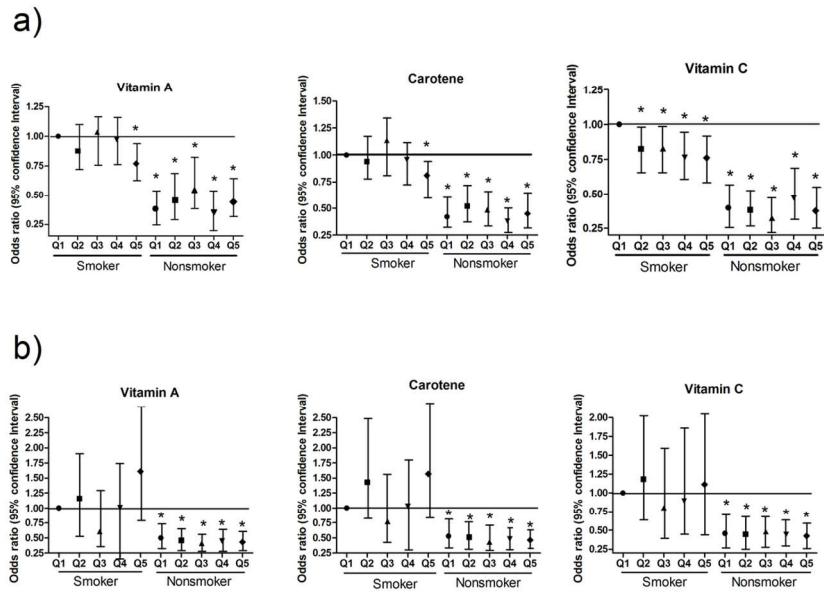 a)
Vitamin A
Odds ratio (95% confidence Interval)
1.25
1.00
0.75
0.50
0.25
* * * * * *
Q1 Q2 Q3 Q4 Q5 Q1 Q2 Q3 Q4 Q5
Smoker Nonsmoker
Carotene
Odds ratio (95% confidence Interval)
1.50
1.25
1.00
0.75
0.50
0.25
* * * * * *
Q1 Q2 Q3 Q4 Q5 Q1 Q2 Q3 Q4 Q5
Smoker Nonsmoker
Vitamin C
Odds ratio (95% confidence Interval)
1.25
1.00
0.75
0.50
0.25
* * * * * * * * *
Q1 Q2 Q3 Q4 Q5 Q1 Q2 Q3 Q4 Q5
Smoker Nonsmoker
b)
Vitamin A
Odds ratio (95% confidence Interval)
2.50
2.00
1.75
1.50
1.25
1.00
0.75
0.50
0.25
* * * * *
Q1 Q2 Q3 Q4 Q5 Q1 Q2 Q3 Q4 Q5
Smoker Nonsmoker
Carotene
Odds ratio (95% confidence Interval)
2.50
2.00
1.75
1.50
1.25
1.00
0.75
0.50
0.25
* * * * *
Q1 Q2 Q3 Q4 Q5 Q1 Q2 Q3 Q4 Q5
Smoker Nonsmoker
Vitamin C
Odds ratio (95% confidence Interval)
2.00
1.75
1.50
1.25
1.00
0.75
0.50
0.25
* * * * *
Q1 Q2 Q3 Q4 Q5 Q1 Q2 Q3 Q4 Q5
Smoker Nonsmoker